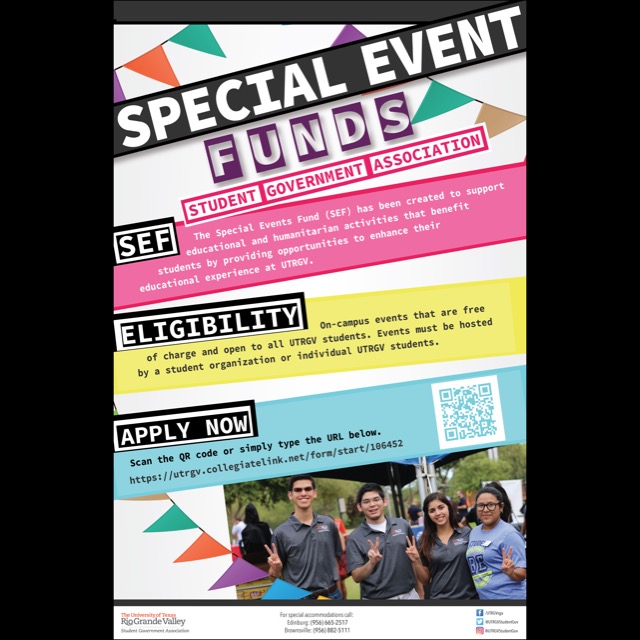 SPECIAL EVENT
FUNDS
STUDENT GOVERNMENT ASSOCIATION
SEF
The Special Events Fund (SEF) has been created to support
educational and humanitarian activities that benefit
students by providing opportunities to enhance their
educational experience at UTRGV.
ELIGIBILITY
On-campus events that are free
of charge and open to all UTRGV students. Events must be hosted
by a student organization or individual UTRGV students.
APPLY NOW
Scan the QR code or simply type the URL below.
https://utrgv.collegiatelink.net/form/start/106452
The University of Texas
Rio Grande Valley
Student Government Association
For special accommodations call:
Edinburg: (956) 665-2517
Brownsville: (956) 882-5111
/UTRGVsga
@UTRGVStudentGov
@UTRGVStudentGov